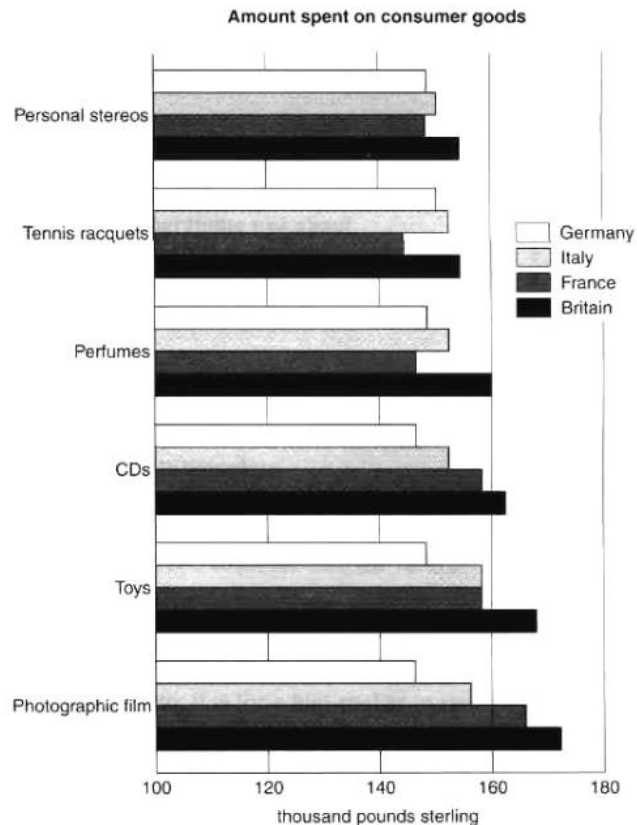 Amount spent on consumer goods
Personal stereos
Tennis racquets
Perfumes
CDs
Toys
Photographic film
Germany
Italy
France
Britain
100 120 140 160 180
thousand pounds sterling